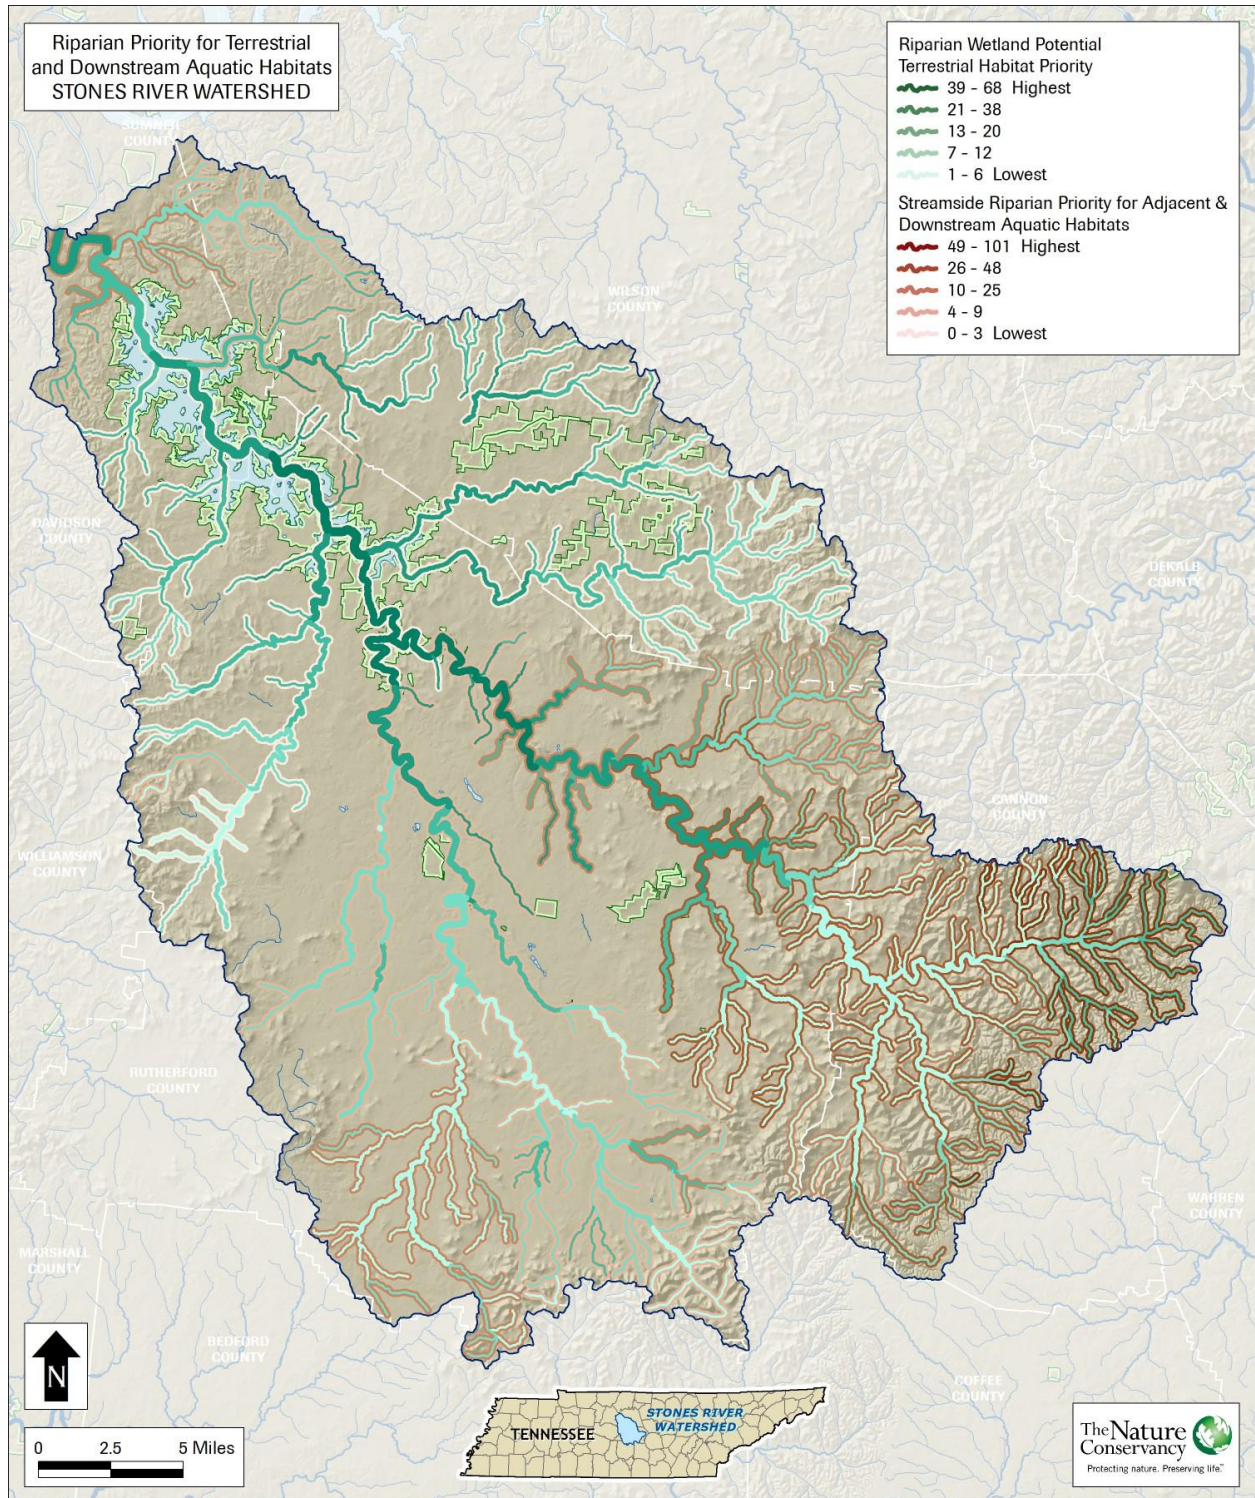 Riparian Priority for Terrestrial
and Downstream Aquatic Habitats
STONES RIVER WATERSHED
Riparian Wetland Potential
Terrestrial Habitat Priority
39 - 68 Highest
21 - 38
13 - 20
7 - 12
1 - 6 Lowest
Streamside Riparian Priority for Adjacent &
Downstream Aquatic Habitats
49 - 101 Highest
26 - 48
10 - 25
4 - 9
0 - 3 Lowest
SUMNER
COUNTY
WILSON
COUNTY
DAVIDSON
COUNTY
DEKALB
COUNTY
CANNON
COUNTY
WILLIAMSON
COUNTY
RUTHERFORD
COUNTY
WARREN
COUNTY
MARSHALL
COUNTY
BEDFORD
COUNTY
COFFEE
COUNTY
N
0 2.5 5 Miles
TENNESSEE
STONES RIVER
WATERSHED
The Nature
Conservancy
Protecting nature. Preserving life.™